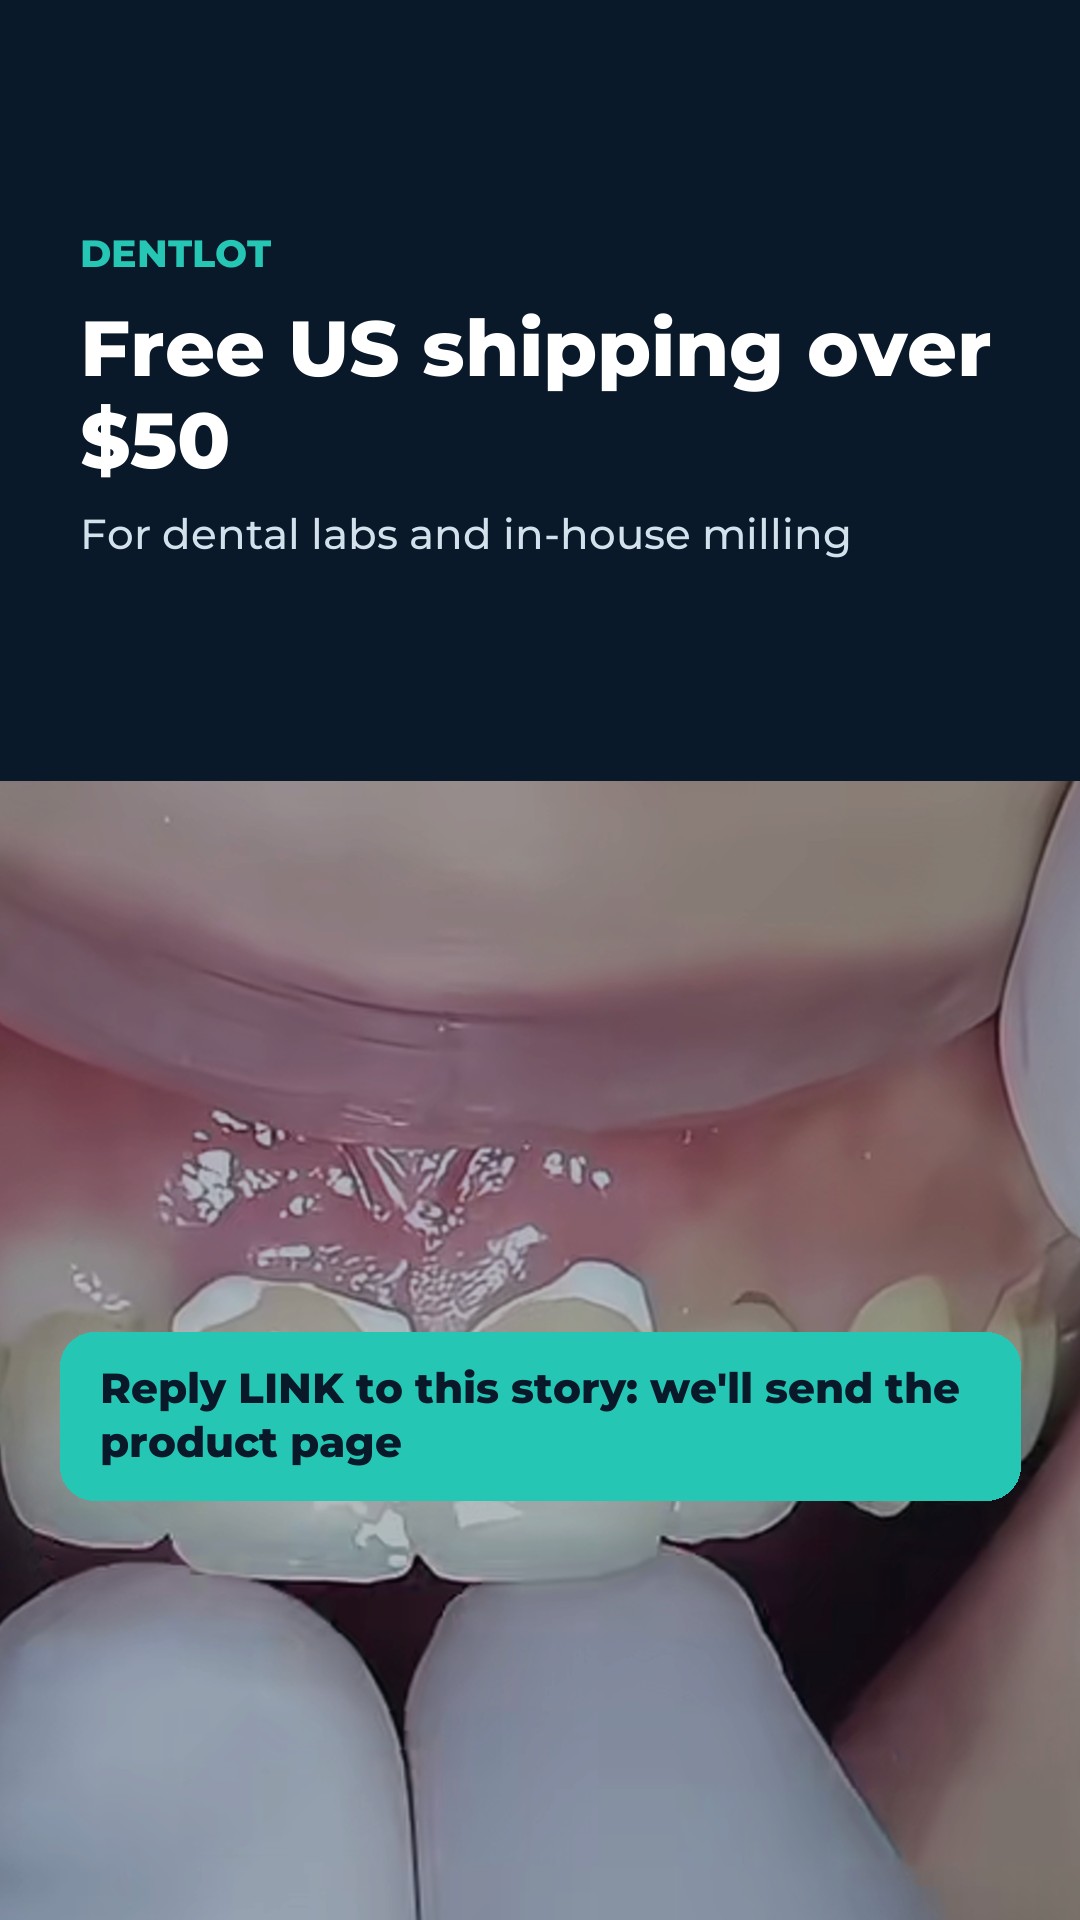 DENTLOT
Free US shipping over
$50
For dental labs and in-house milling
Reply LINK to this story: we'll send the
product page